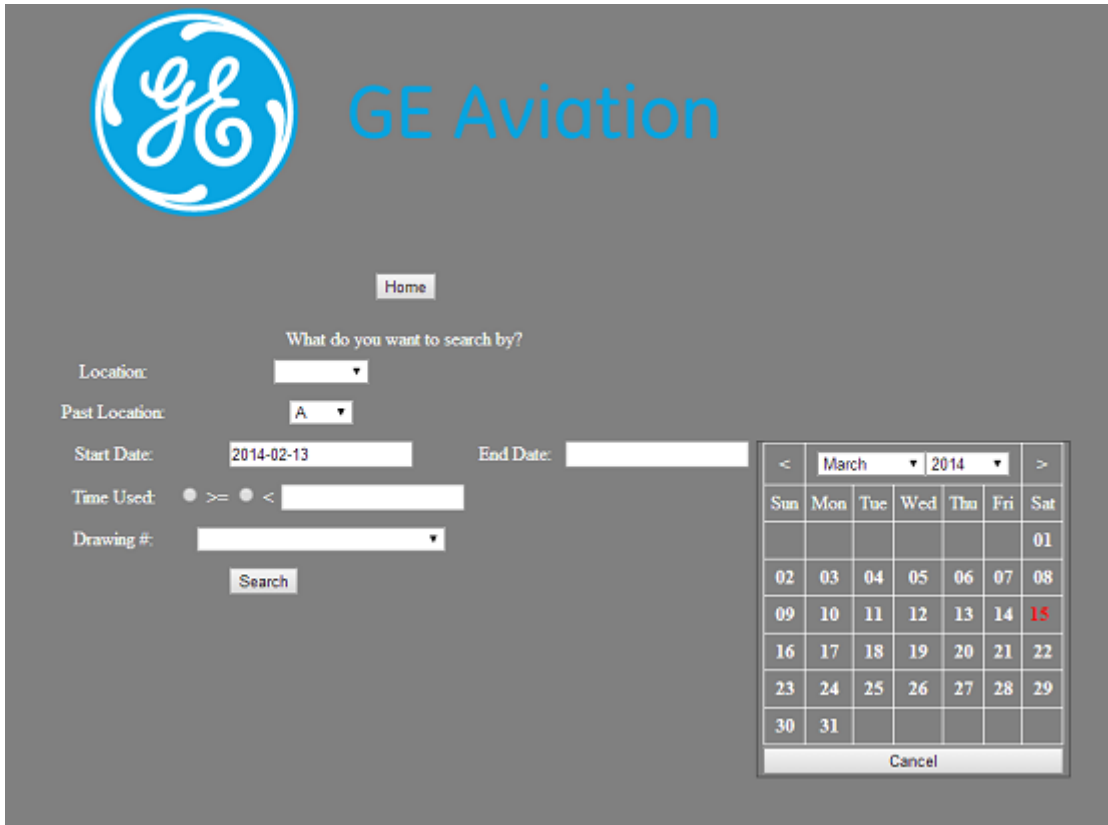 GE GE Aviation
Home
What do you want to search by?
Location:
Past Location: A
Start Date: 2014-02-13 End Date:
Time Used: >= <
Drawing #:
Search
< March 2014 >
Sun Mon Tue Wed Thu Fri Sat
01
02 03 04 05 06 07 08
09 10 11 12 13 14 15
16 17 18 19 20 21 22
23 24 25 26 27 28 29
30 31
Cancel